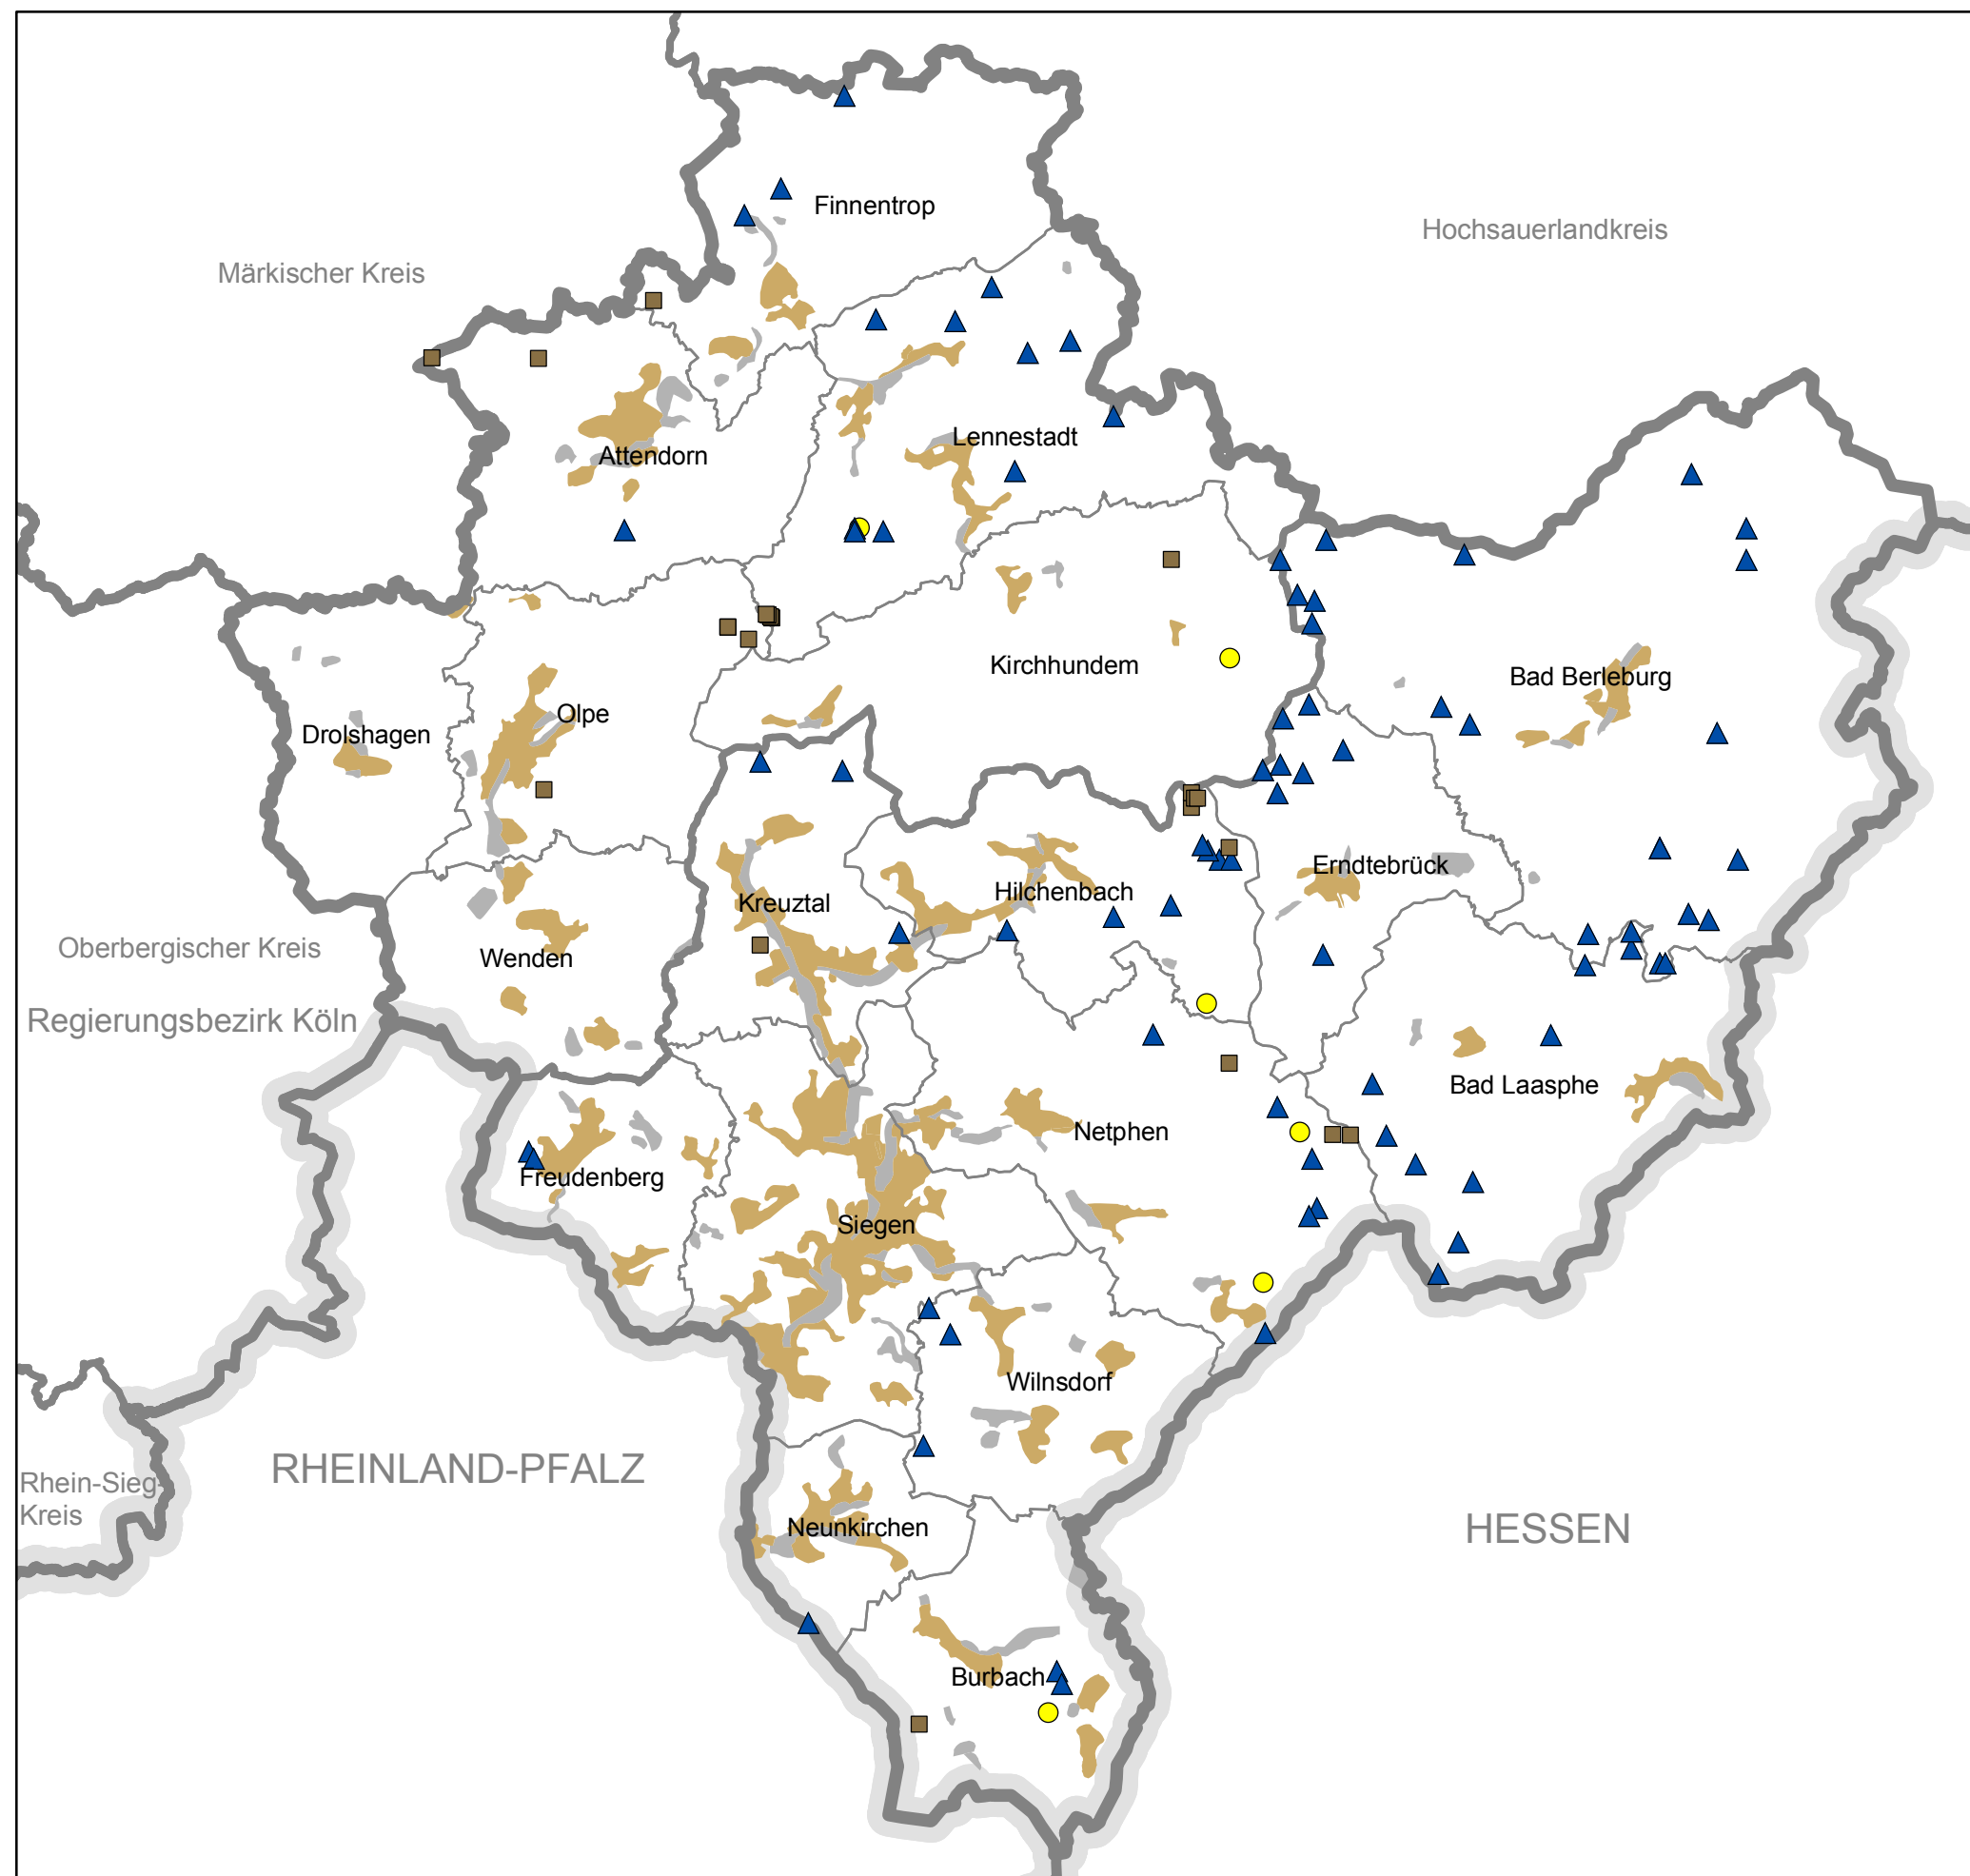 Finnentrop
Hochsauerlandkreis
Märkischer Kreis
Lennestadt
Attendorn
Kirchhundem
Bad Berleburg
Olpe
Drolshagen
Erndtebrück
Hilchenbach
Kreuztal
Oberbergischer Kreis
Wenden
Regierungsbezirk Köln
Bad Laasphe
Netphen
Freudenberg
Siegen
Wilnsdorf
RHEINLAND-PFALZ
Rhein-Sieg-
Kreis
Neunkirchen
HESSEN
Burbach